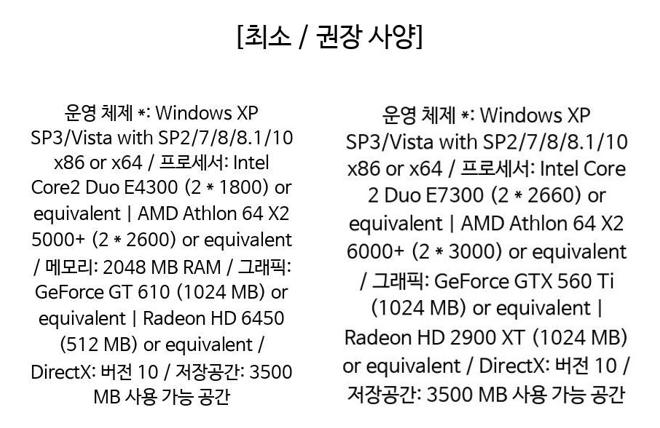 [최소 / 권장 사양]
운영 체제 *: Windows XP
SP3/Vista with SP2/7/8/8.1/10
x86 or x64 / 프로세서: Intel
Core2 Duo E4300 (2 * 1800) or
equivalent | AMD Athlon 64 X2
5000+ (2 * 2600) or equivalent
/ 메모리: 2048 MB RAM / 그래픽:
GeForce GT 610 (1024 MB) or
equivalent | Radeon HD 6450
(512 MB) or equivalent /
DirectX: 버전 10 / 저장공간: 3500
MB 사용 가능 공간
운영 체제 *: Windows XP
SP3/Vista with SP2/7/8/8.1/10
x86 or x64 / 프로세서: Intel Core
2 Duo E7300 (2 * 2660) or
equivalent | AMD Athlon 64 X2
6000+ (2 * 3000) or equivalent
/ 그래픽: GeForce GTX 560 Ti
(1024 MB) or equivalent |
Radeon HD 2900 XT (1024 MB)
or equivalent / DirectX: 버전 10 /
저장공간: 3500 MB 사용 가능 공간